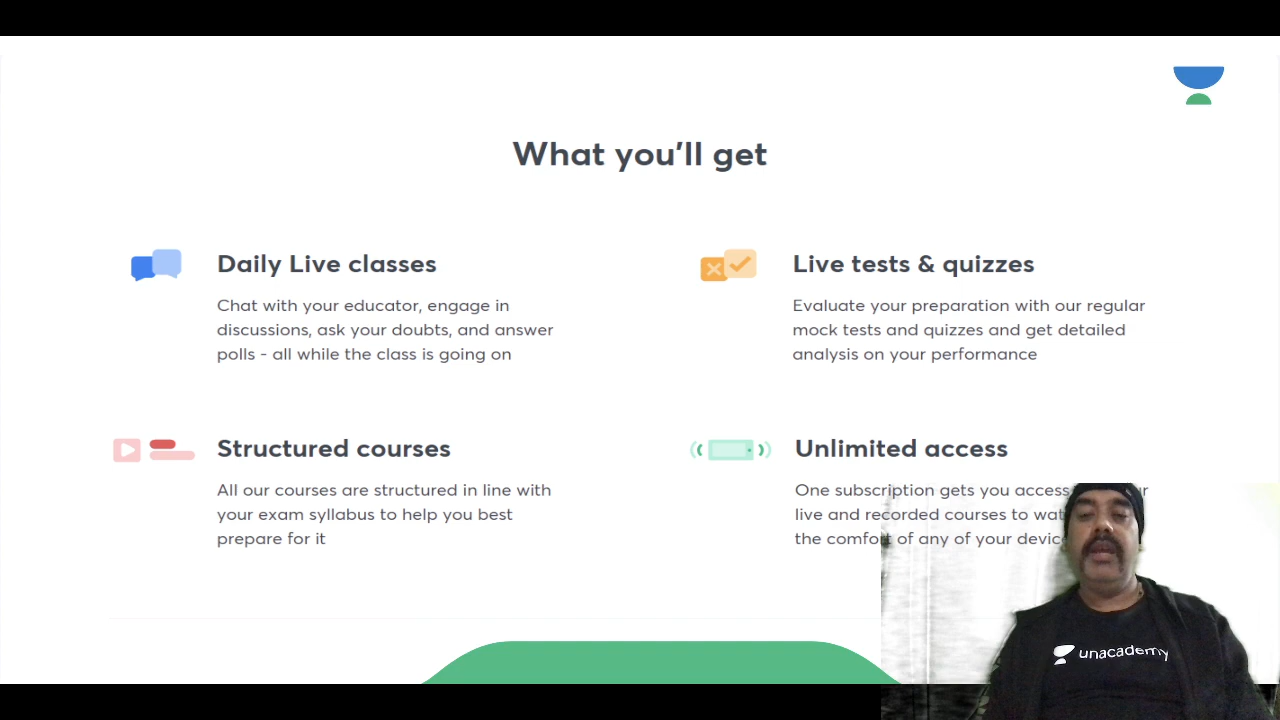 What you'll get
Daily Live classes
Chat with your educator, engage in
discussions, ask your doubts, and answer
polls - all while the class is going on
Live tests & quizzes
Evaluate your preparation with our regular
mock tests and quizzes and get detailed
analysis on your performance
Structured courses
All our courses are structured in line with
your exam syllabus to help you best
prepare for it
Unlimited access
One subscription gets you access
live and recorded courses to
the comfort of any of your
unacademy